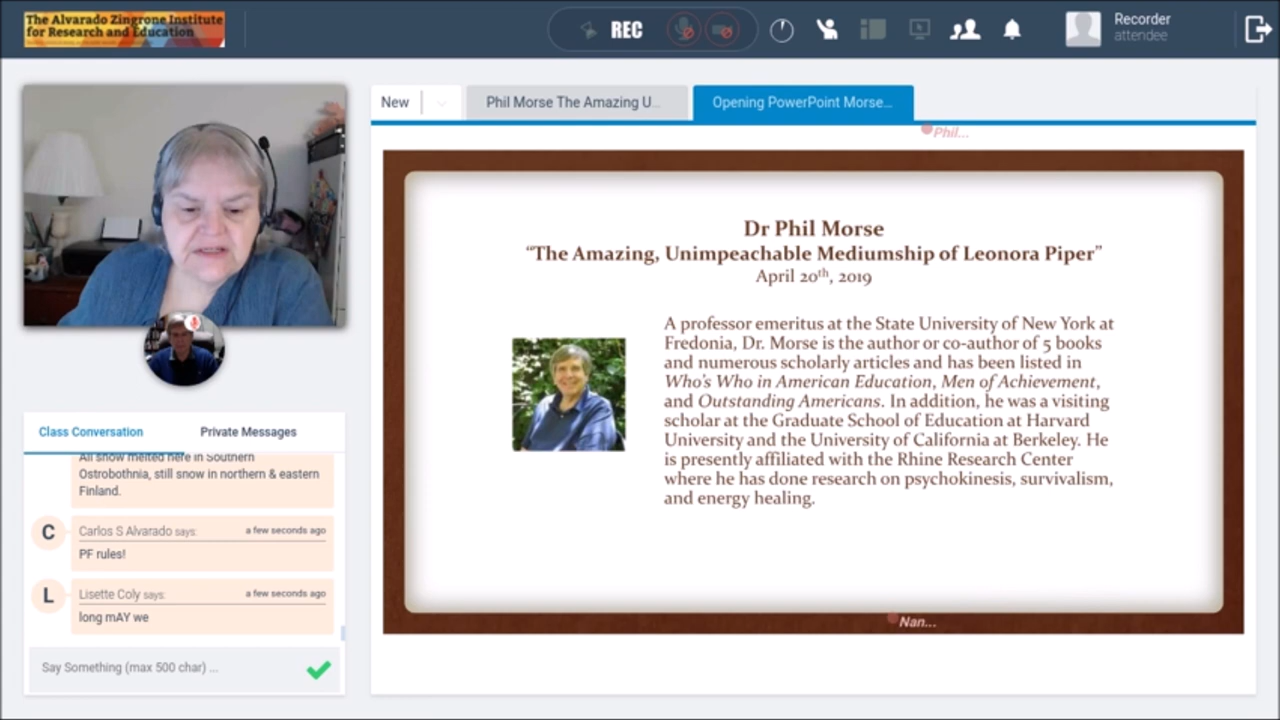 The Alvarado Zingrone Institute
for Research and Education
REC
Recorder
attendee
New
Phil Morse The Amazing U...
Opening PowerPoint Morse...
Phil...
Dr Phil Morse
“The Amazing, Unimpeachable Mediumship of Leonora Piper”
April 20th, 2019
A professor emeritus at the State University of New York at
Fredonia, Dr. Morse is the author or co-author of 5 books
and numerous scholarly articles and has been listed in
Who's Who in American Education, Men of Achievement,
and Outstanding Americans. In addition, he was a visiting
scholar at the Graduate School of Education at Harvard
University and the University of California at Berkeley. He
is presently affiliated with the Rhine Research Center
where he has done research on psychokinesis, survivalism,
and energy healing.
Nan...
Class Conversation
Private Messages
All snow melted here in Southern
Ostrobothnia, still snow in northern & eastern
Finland.
C
Carlos S Alvarado says:
a few seconds ago
PF rules!
L
Lisette Coly says:
a few seconds ago
long mAY we
Say Something (max 500 char) ...